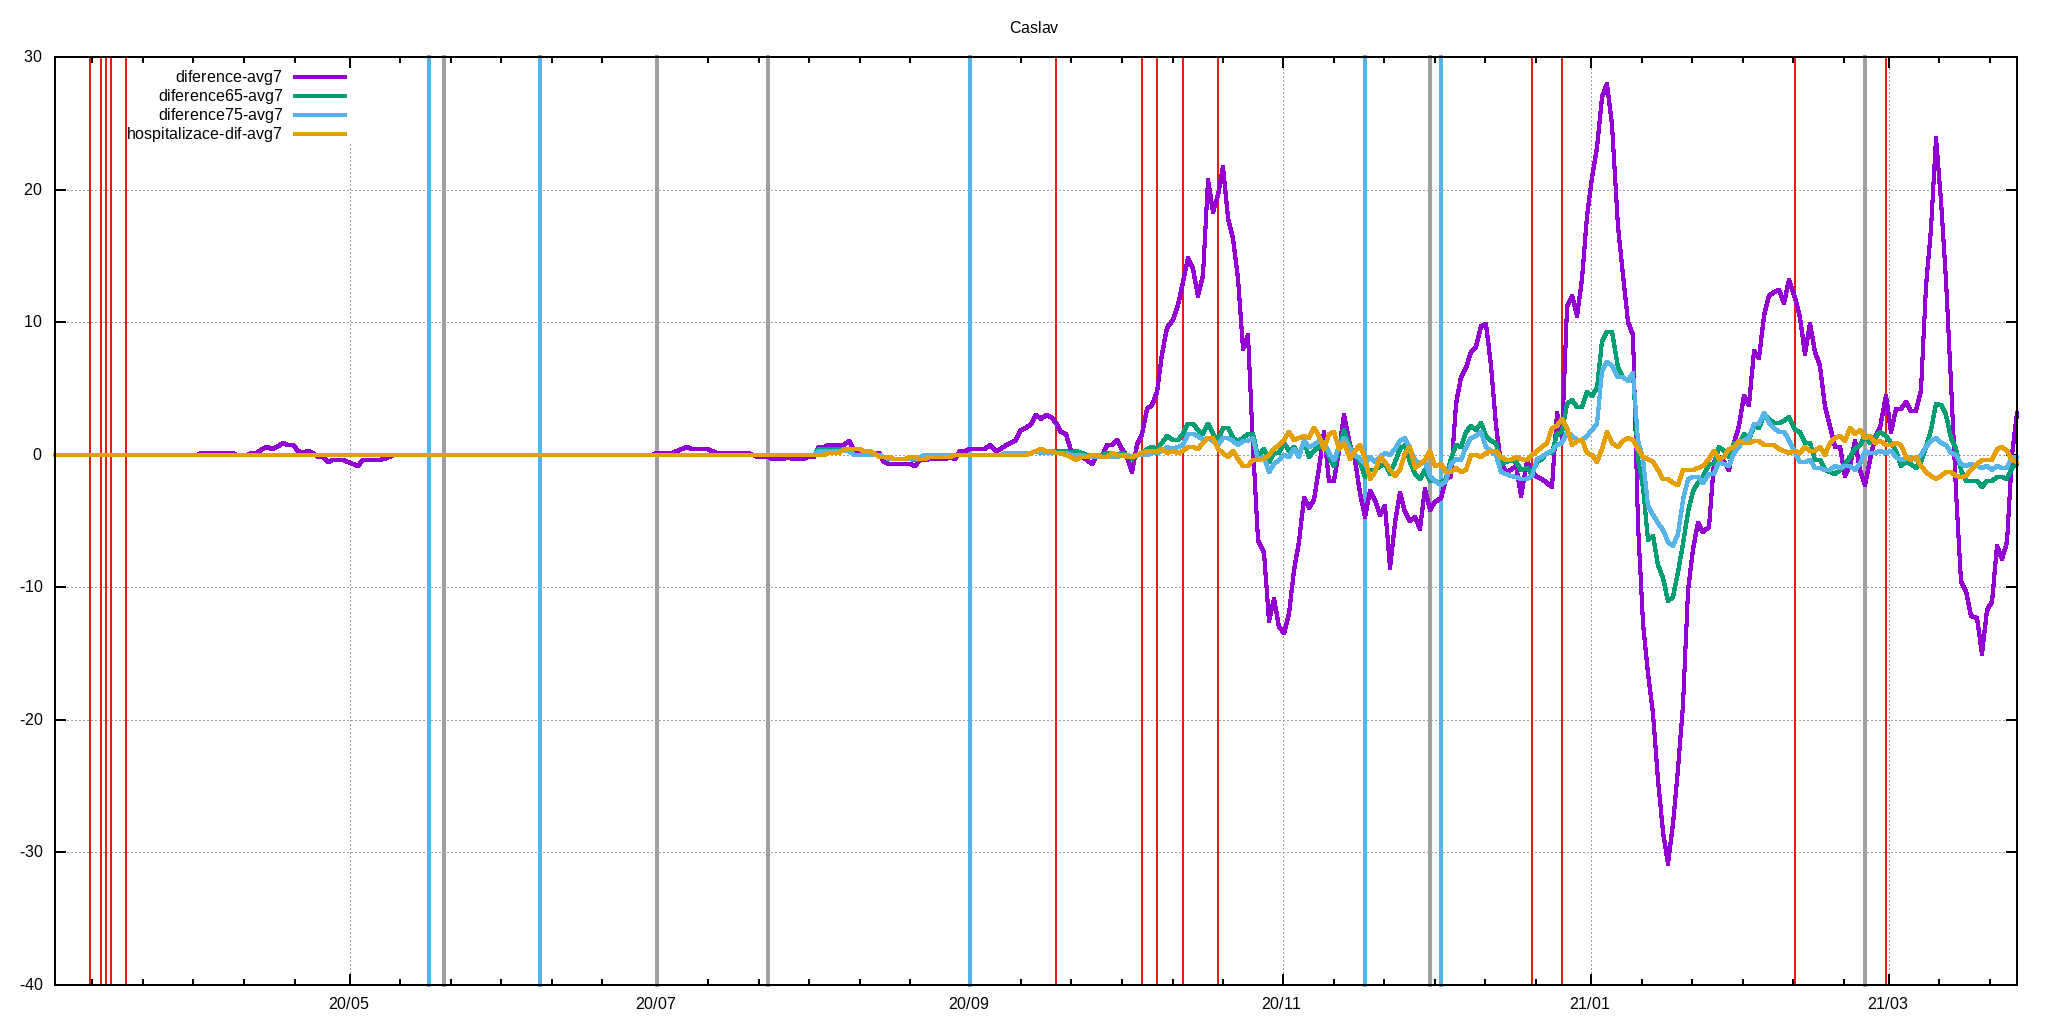 Caslav
30
diference-avg7
diference65-avg7
diference75-avg7
hospitalizace-dif-avg7
20
10
0
-10
-20
-30
-40
20/05 20/07 20/09 20/11 21/01 21/03